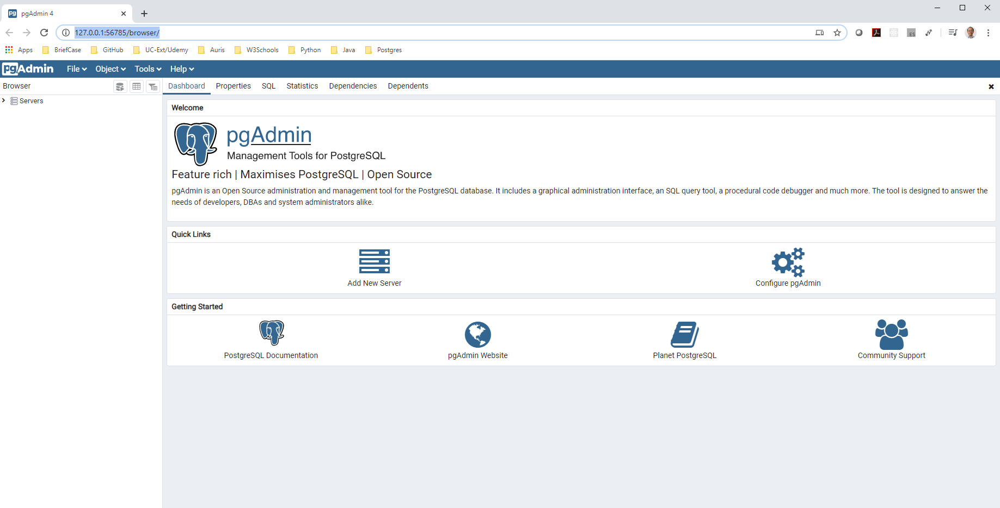 pgAdmin 4
127.0.0.1:56785/browser/
Apps BriefCase GitHub UC-Ext/Udemy Auris W3Schools Python Java Postgres
pgAdmin File Object Tools Help
Browser
Servers
Dashboard Properties SQL Statistics Dependencies Dependents
Welcome
pgAdmin
Management Tools for PostgreSQL
Feature rich | Maximises PostgreSQL | Open Source
pgAdmin is an Open Source administration and management tool for the PostgreSQL database. It includes a graphical administration interface, an SQL query tool, a procedural code debugger and much more. The tool is designed to answer the
needs of developers, DBAs and system administrators alike.
Quick Links
Add New Server Configure pgAdmin
Getting Started
PostgreSQL Documentation pgAdmin Website Planet PostgreSQL Community Support